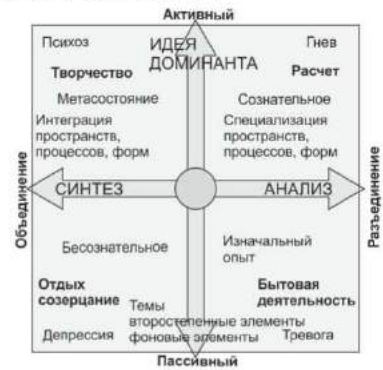 Активный
Психоз
ИДЕЯ
ДОМИНАНТА
Гнев
Творчество
Расчет
Метасостояние
Сознательное
Интеграция
пространств,
процессов, форм
Специализация
пространств,
процессов, форм
Объединение
СИНТЕЗ
АНАЛИЗ
Разъединение
Бесознательное
Изначальный
опыт
Отдых
созерцание
Бытовая
деятельность
Темы
второстепенные элементы
фоновые элементы
Депрессия
Тревога
Пассивный